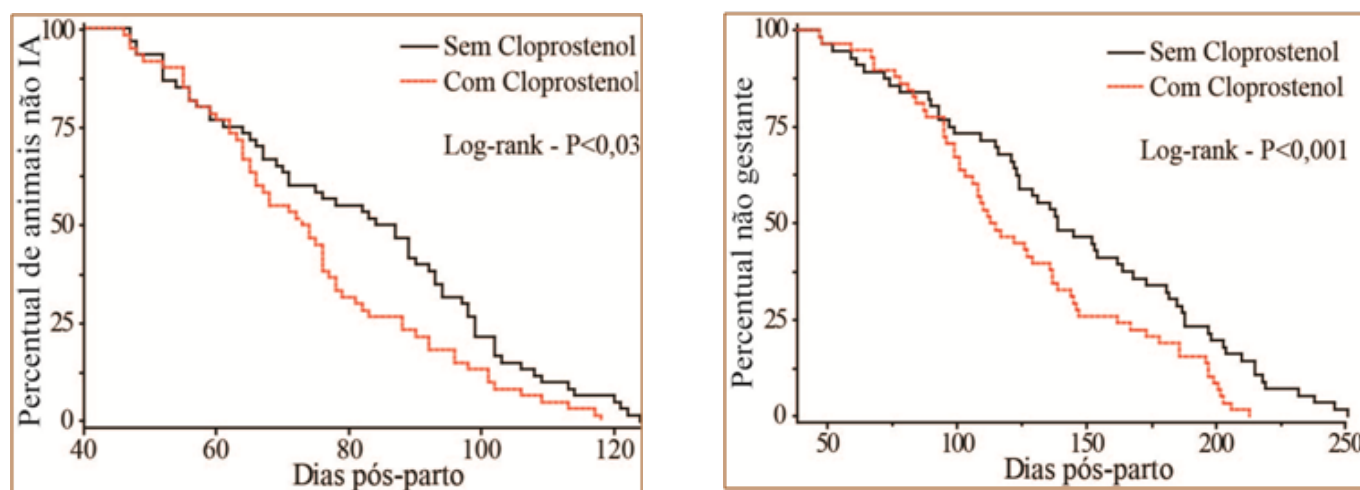 Percentual de animais não IA
100
75
50
25
0
Sem Cloprostenol
Com Cloprostenol
Log-rank - P<0,03
40 60 80 100 120
Dias pós-parto
Percentual não gestante
100
75
50
25
0
Sem Cloprostenol
Com Cloprostenol
Log-rank - P<0,001
50 100 150 200 250
Dias pós-parto